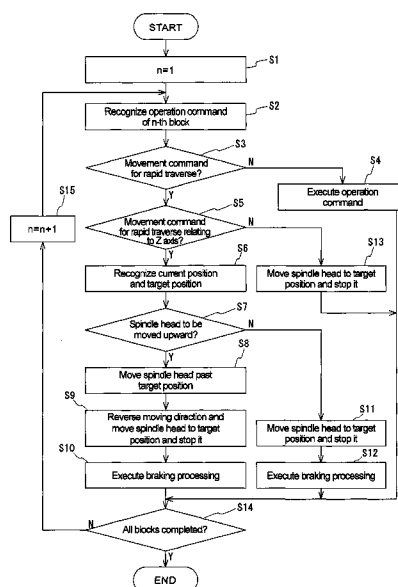 START
S1
n=1
S2
Recognize operation command
of n-th block
S3
Movement command
for rapid traverse?
N
Y
S4
Execute operation
command
S15
n=n+1
S5
Movement command
for rapid traverse relating
to Z axis?
N
Y
S6
Recognize current position
and target position
S13
Move spindle head to target
position and stop it
S7
Spindle head to be
moved upward?
N
Y
S8
Move spindle head past
target position
S9
Reverse moving direction and
move spindle head to target
position and stop it
S11
Move spindle head to target
position and stop it
S10
Execute braking processing
S12
Execute braking processing
S14
All blocks completed?
N
Y
END